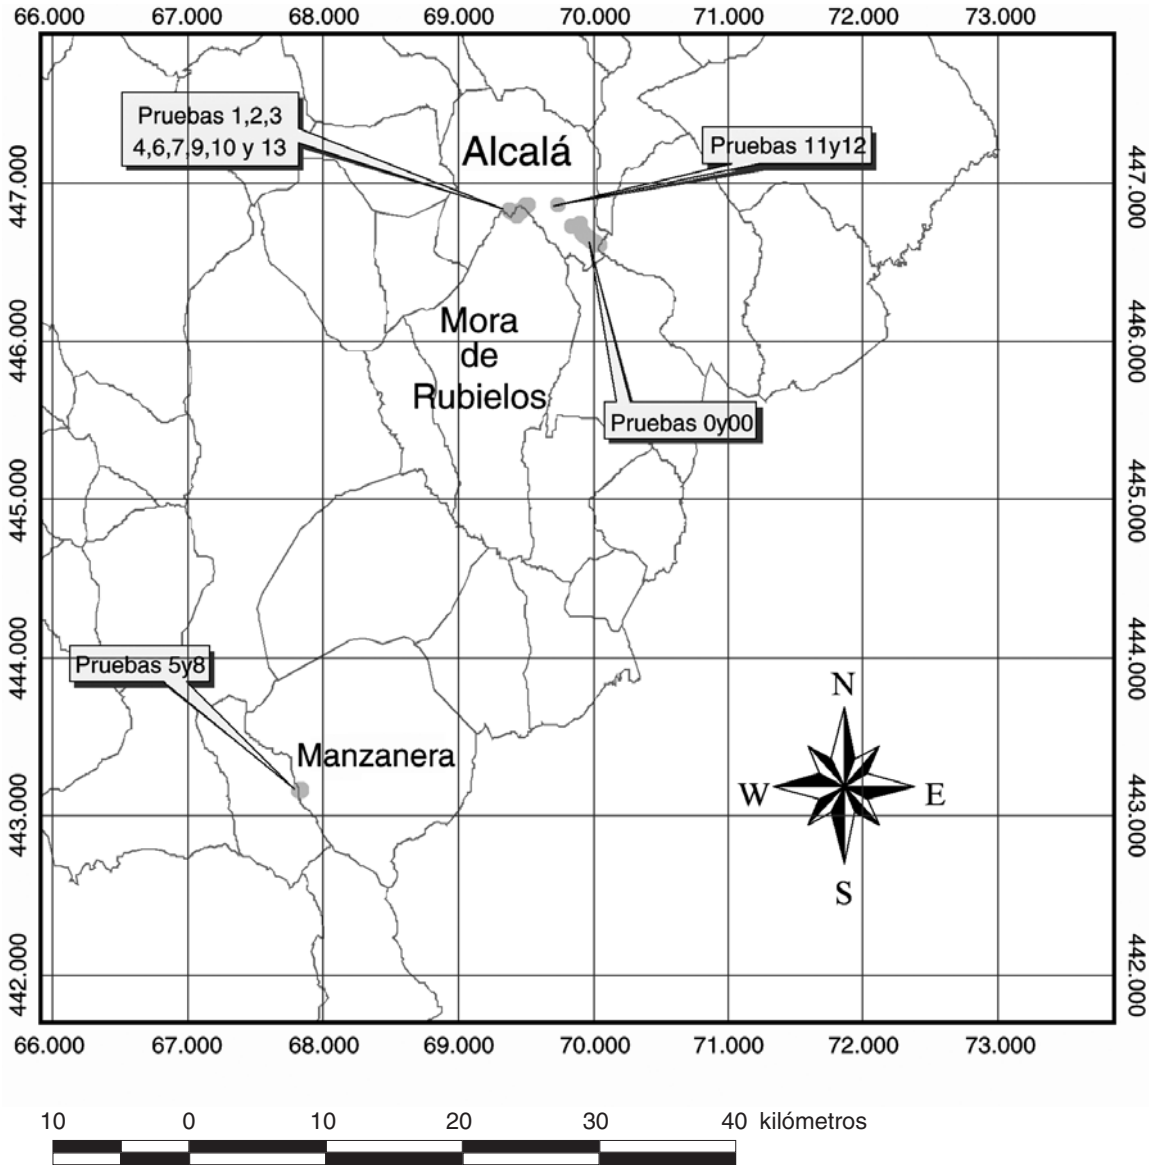 66.000 67.000 68.000 69.000 70.000 71.000 72.000 73.000
Pruebas 1,2,3
4,6,7,9,10 y 13
Alcalá
Pruebas 11y12
447.000 447.000
Mora
de
Rubielos
446.000 446.000
Pruebas 0y00
445.000 445.000
444.000 444.000
Pruebas 5y8
Manzanera
N
W E
S
443.000 443.000
442.000 442.000
66.000 67.000 68.000 69.000 70.000 71.000 72.000 73.000
10 0 10 20 30 40 kilómetros